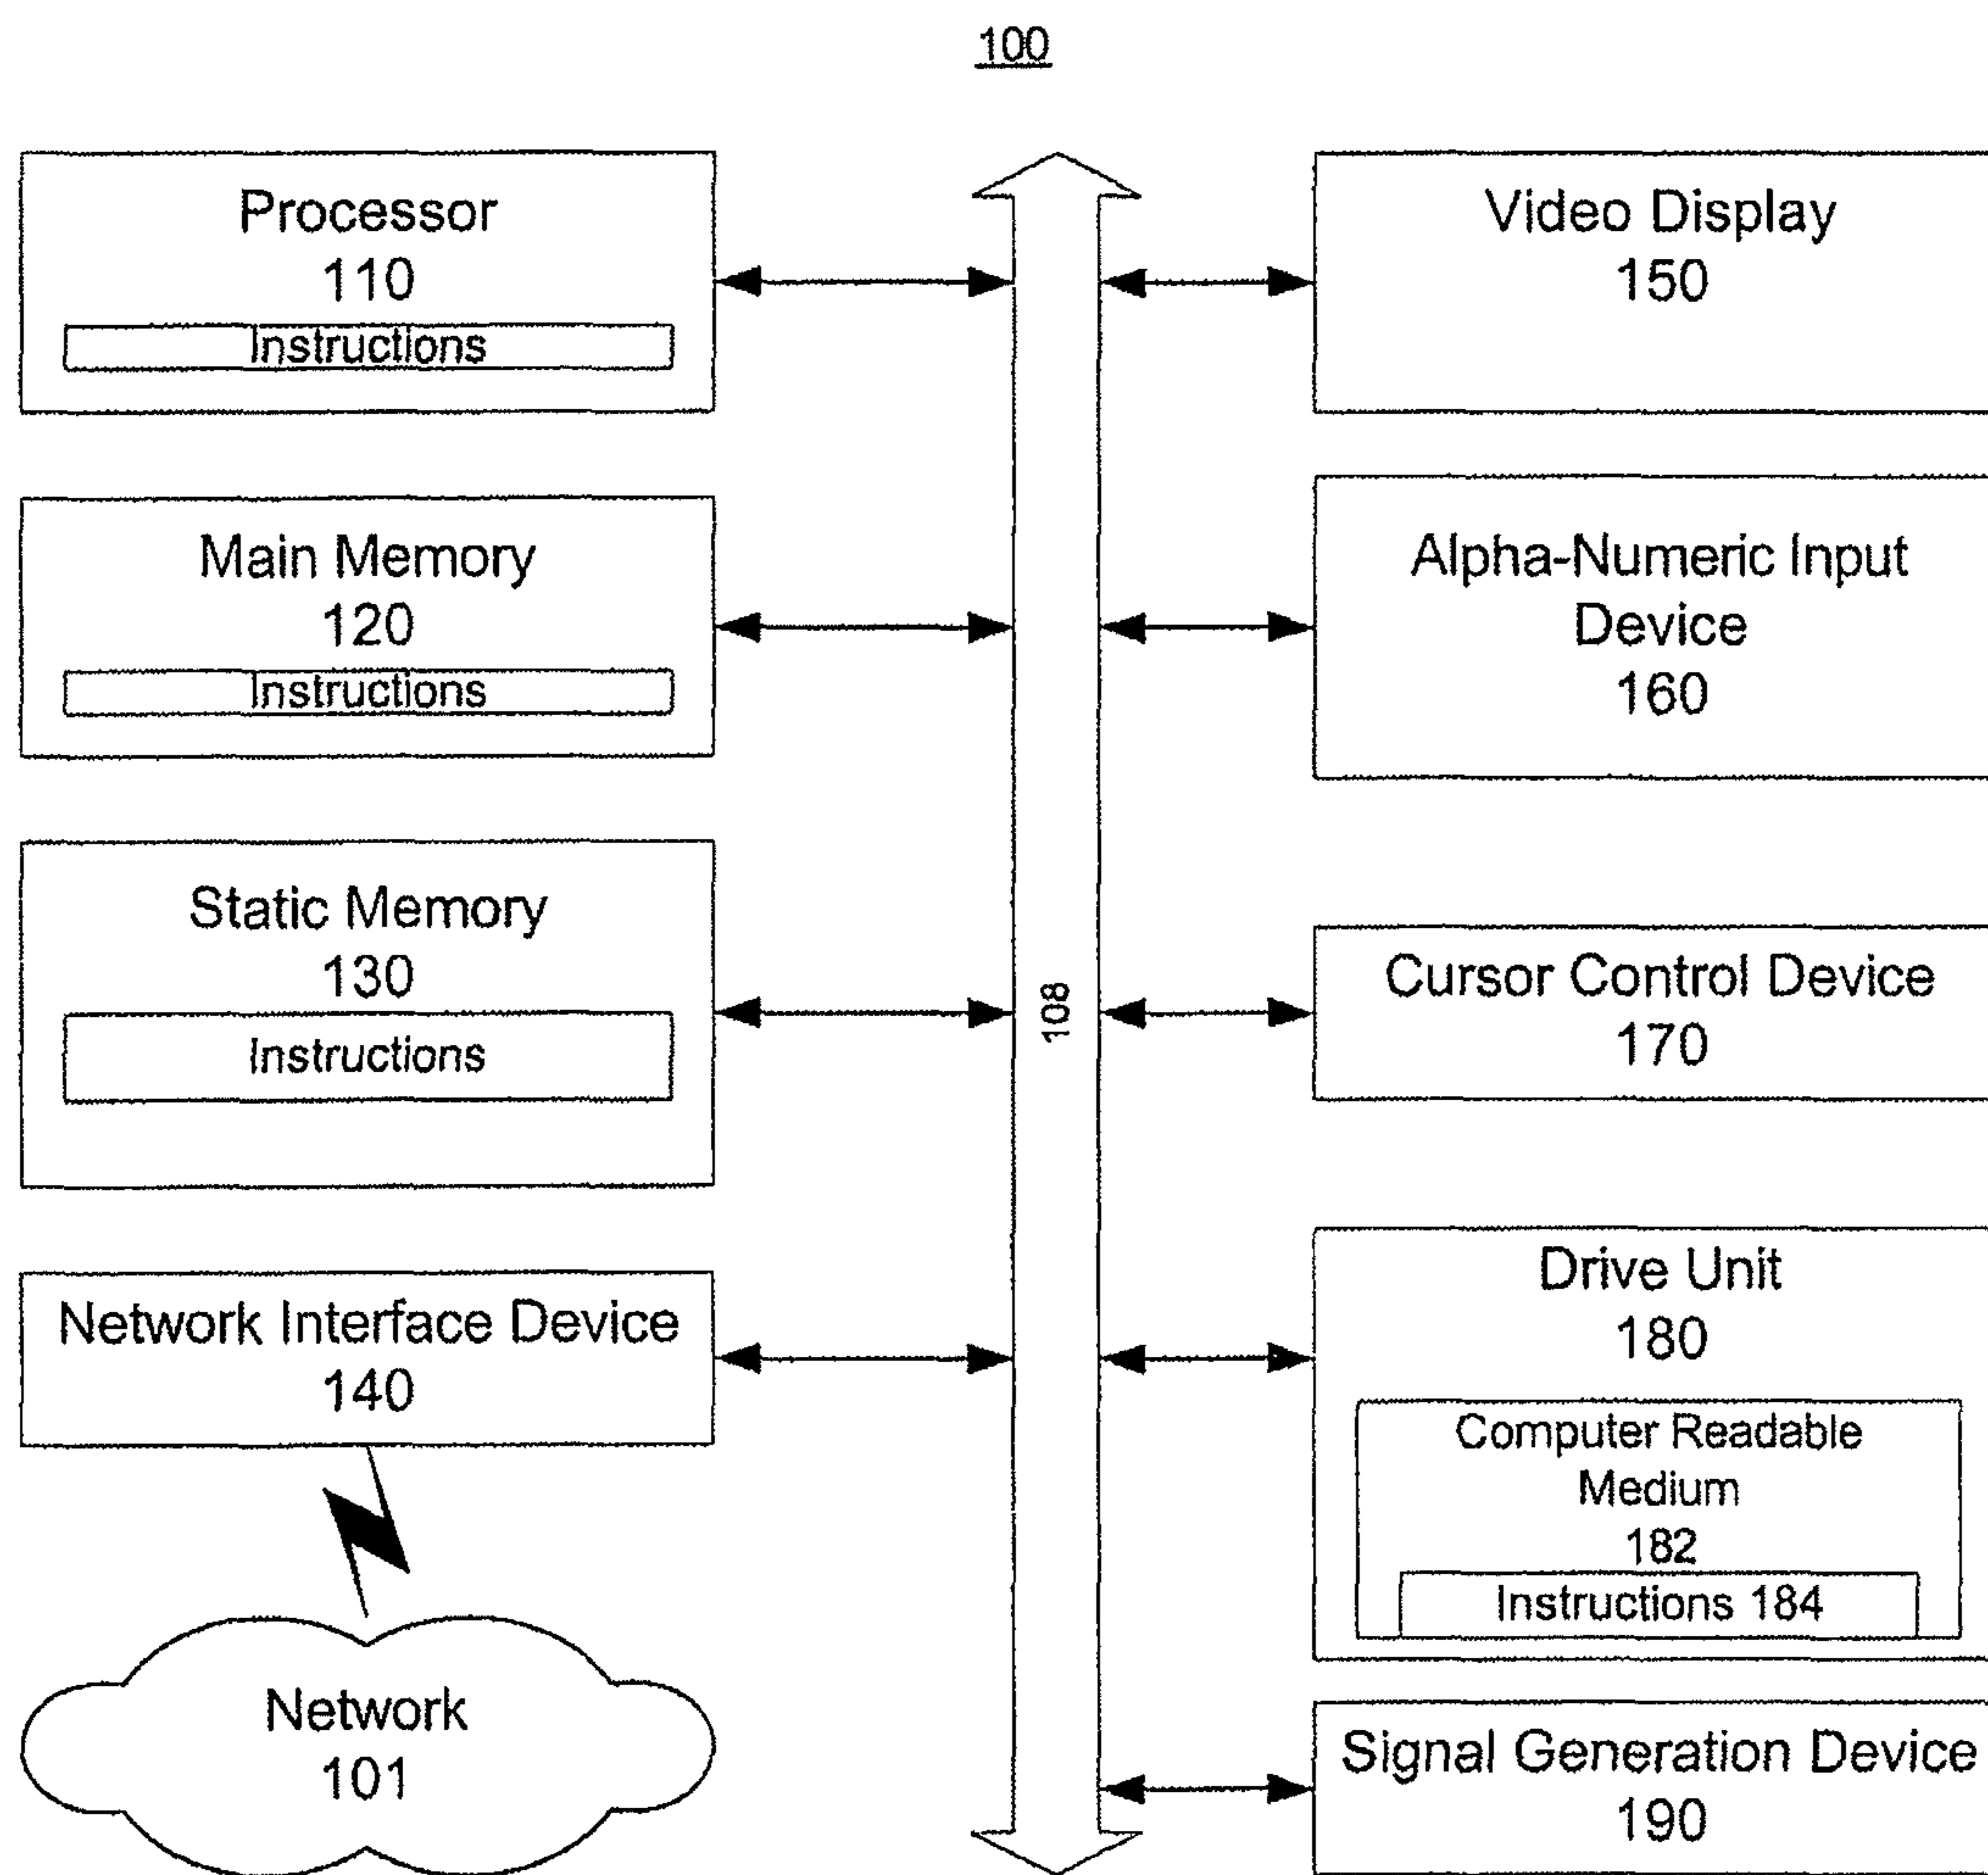 100
Processor
110
Instructions
Main Memory
120
Instructions
Static Memory
130
Instructions
Network Interface Device
140
Network
101
108
Video Display
150
Alpha-Numeric Input
Device
160
Cursor Control Device
170
Drive Unit
180
Computer Readable
Medium
182
Instructions 184
Signal Generation Device
190